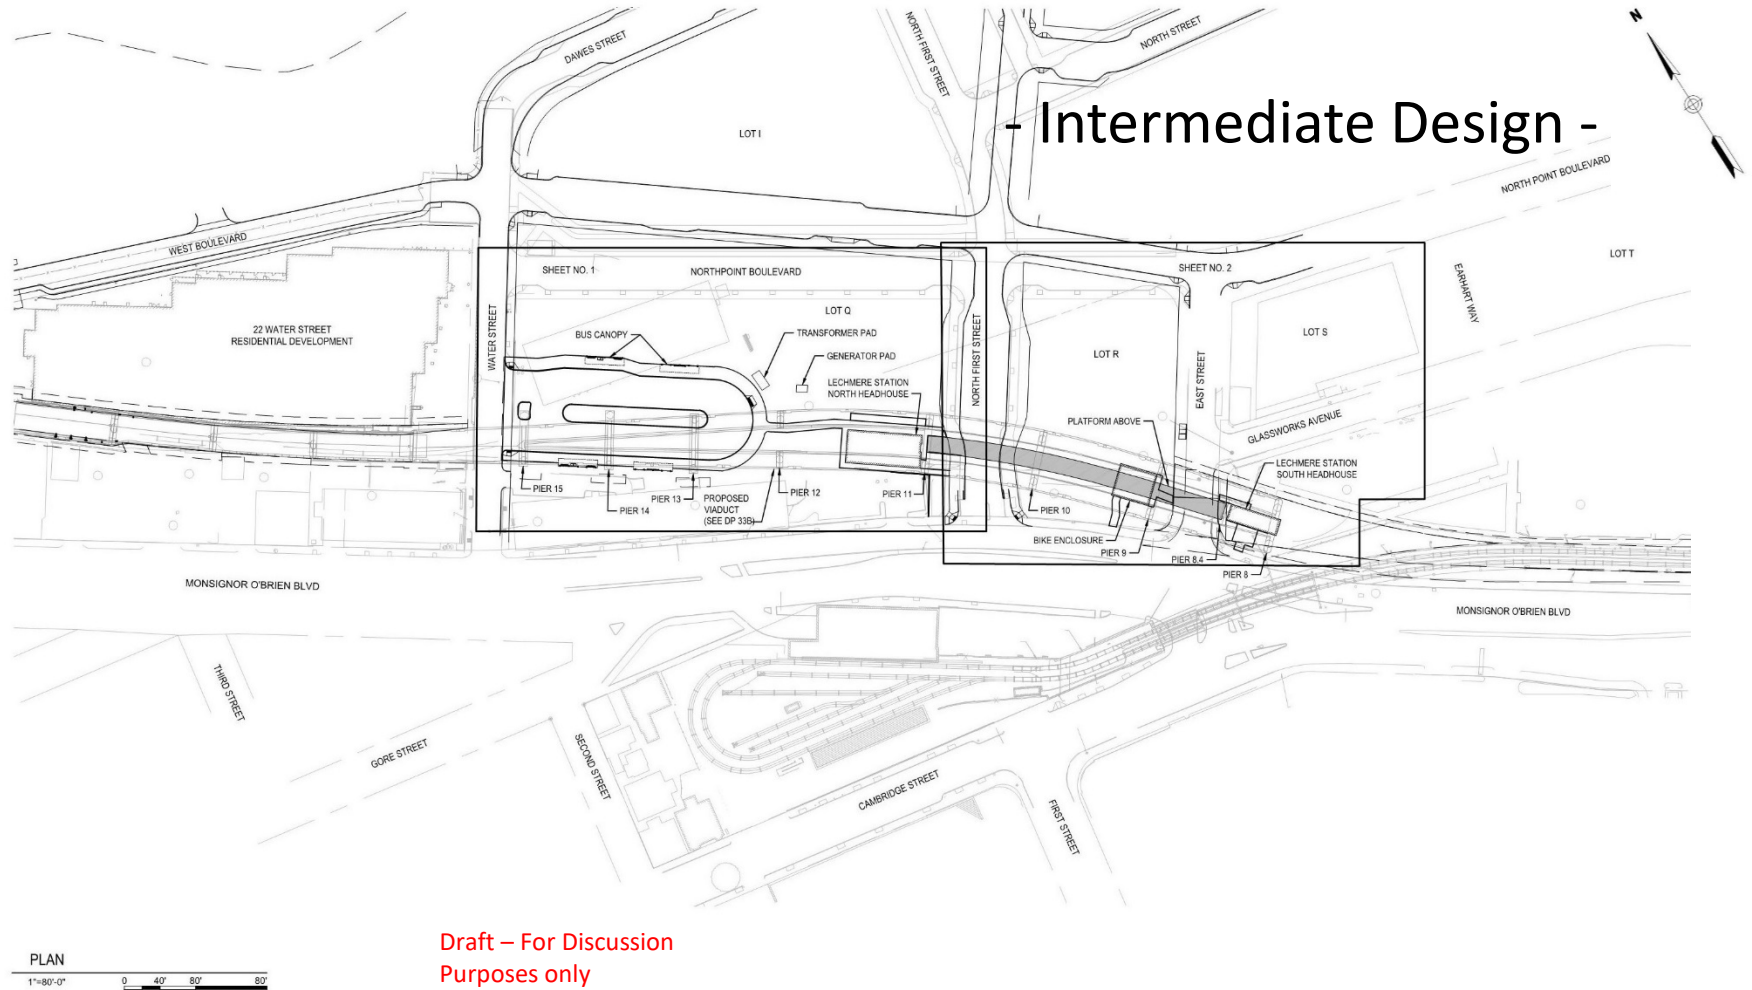 N
DAWES STREET
NORTH FIRST STREET
NORTH STREET
- Intermediate Design -
LOT I
NORTH POINT BOULEVARD
WEST BOULEVARD
LOT T
SHEET NO. 1
NORTHPOINT BOULEVARD
SHEET NO. 2
EARHART WAY
22 WATER STREET
RESIDENTIAL DEVELOPMENT
WATER STREET
LOT Q
BUS CANOPY
TRANSFORMER PAD
GENERATOR PAD
LECHMERE STATION
NORTH HEADHOUSE
NORTH FIRST STREET
LOT R
EAST STREET
LOT S
PLATFORM ABOVE
GLASSWORKS AVENUE
LECHMERE STATION
SOUTH HEADHOUSE
PIER 15
PIER 14
PIER 13
PROPOSED
VIADUCT
(SEE DP 33B)
PIER 12
PIER 11
PIER 10
BIKE ENCLOSURE
PIER 9
PIER 8.4
PIER 8
MONSIGNOR O'BRIEN BLVD
MONSIGNOR O'BRIEN BLVD
THIRD STREET
GORE STREET
SECOND STREET
CAMBRIDGE STREET
FIRST STREET
Draft – For Discussion
Purposes only
PLAN
1"=80'-0"
0 40' 80' 80'